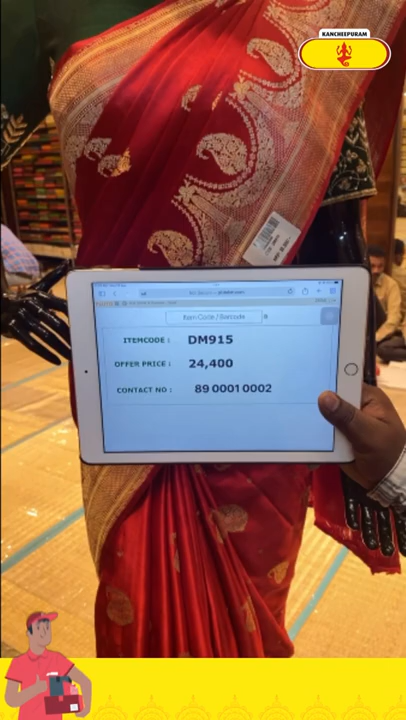 KANCHEEPURAM
Item Code / Barcode
ITEMCODE : DM915
OFFER PRICE : 24,400
CONTACT NO : 89 0001 0002